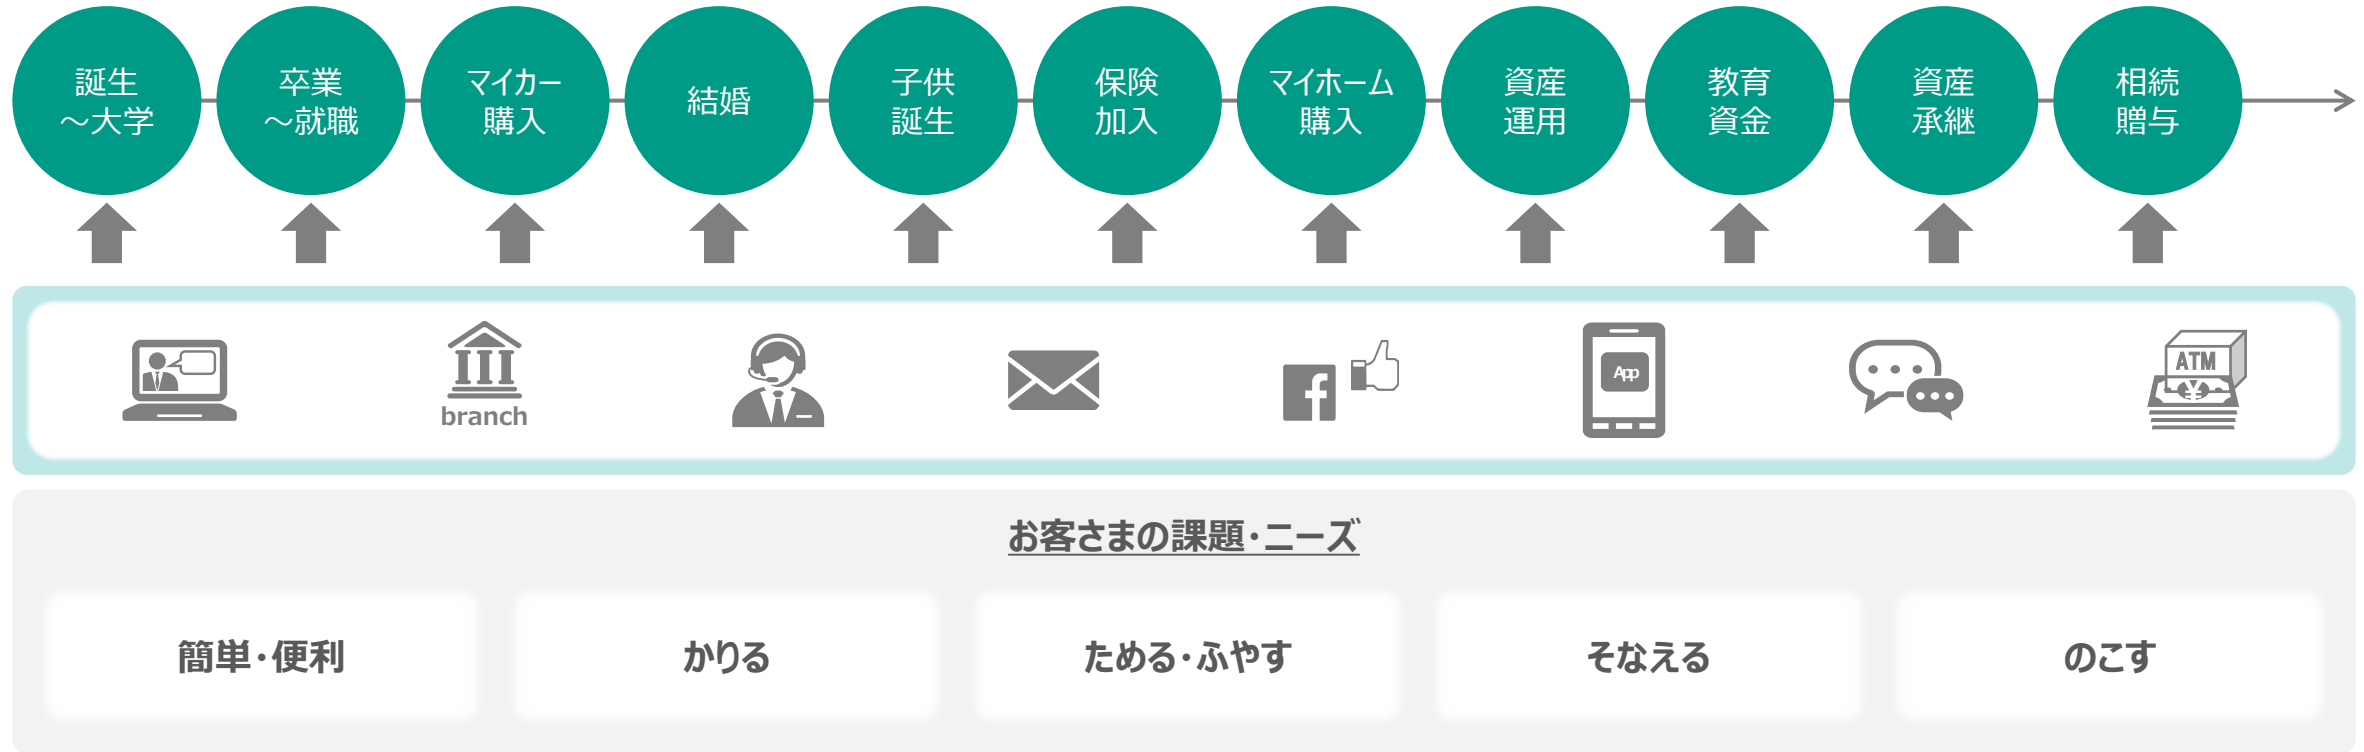 誕生
～大学
卒業
～就職
マイカー
購入
結婚
子供
誕生
保険
加入
マイホーム
購入
資産
運用
教育
資金
資産
承継
相続
贈与
branch
f
App
ATM
¥
お客さまの課題・ニーズ
簡単・便利
かりる
ためる・ふやす
そなえる
のこす